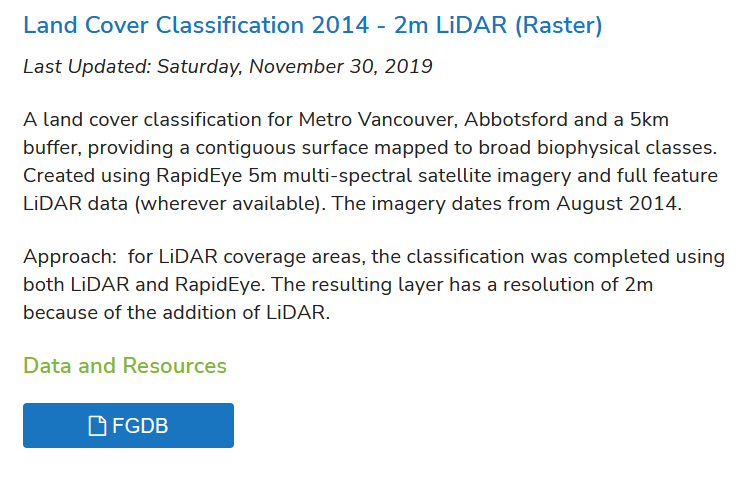 Land Cover Classification 2014 - 2m LiDAR (Raster)
Last Updated: Saturday, November 30, 2019
A land cover classification for Metro Vancouver, Abbotsford and a 5km
buffer, providing a contiguous surface mapped to broad biophysical classes.
Created using RapidEye 5m multi-spectral satellite imagery and full feature
LiDAR data (wherever available). The imagery dates from August 2014.
Approach:  for LiDAR coverage areas, the classification was completed using
both LiDAR and RapidEye. The resulting layer has a resolution of 2m
because of the addition of LiDAR.
Data and Resources
FGDB